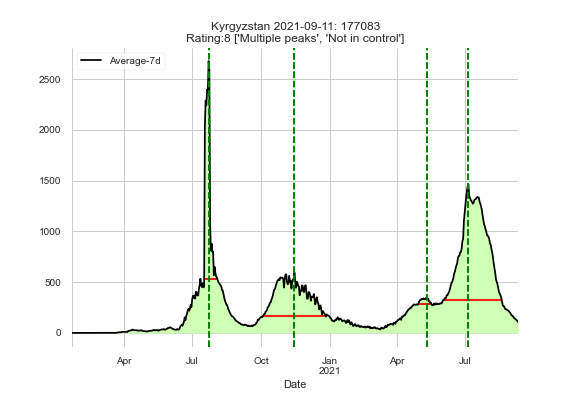 Kyrgyzstan 2021-09-11: 177083
Rating:8 ['Multiple peaks', 'Not in control']
Average-7d
2500
2000
1500
1000
500
0
Apr Jul Oct Jan Apr Jul
2021
Date